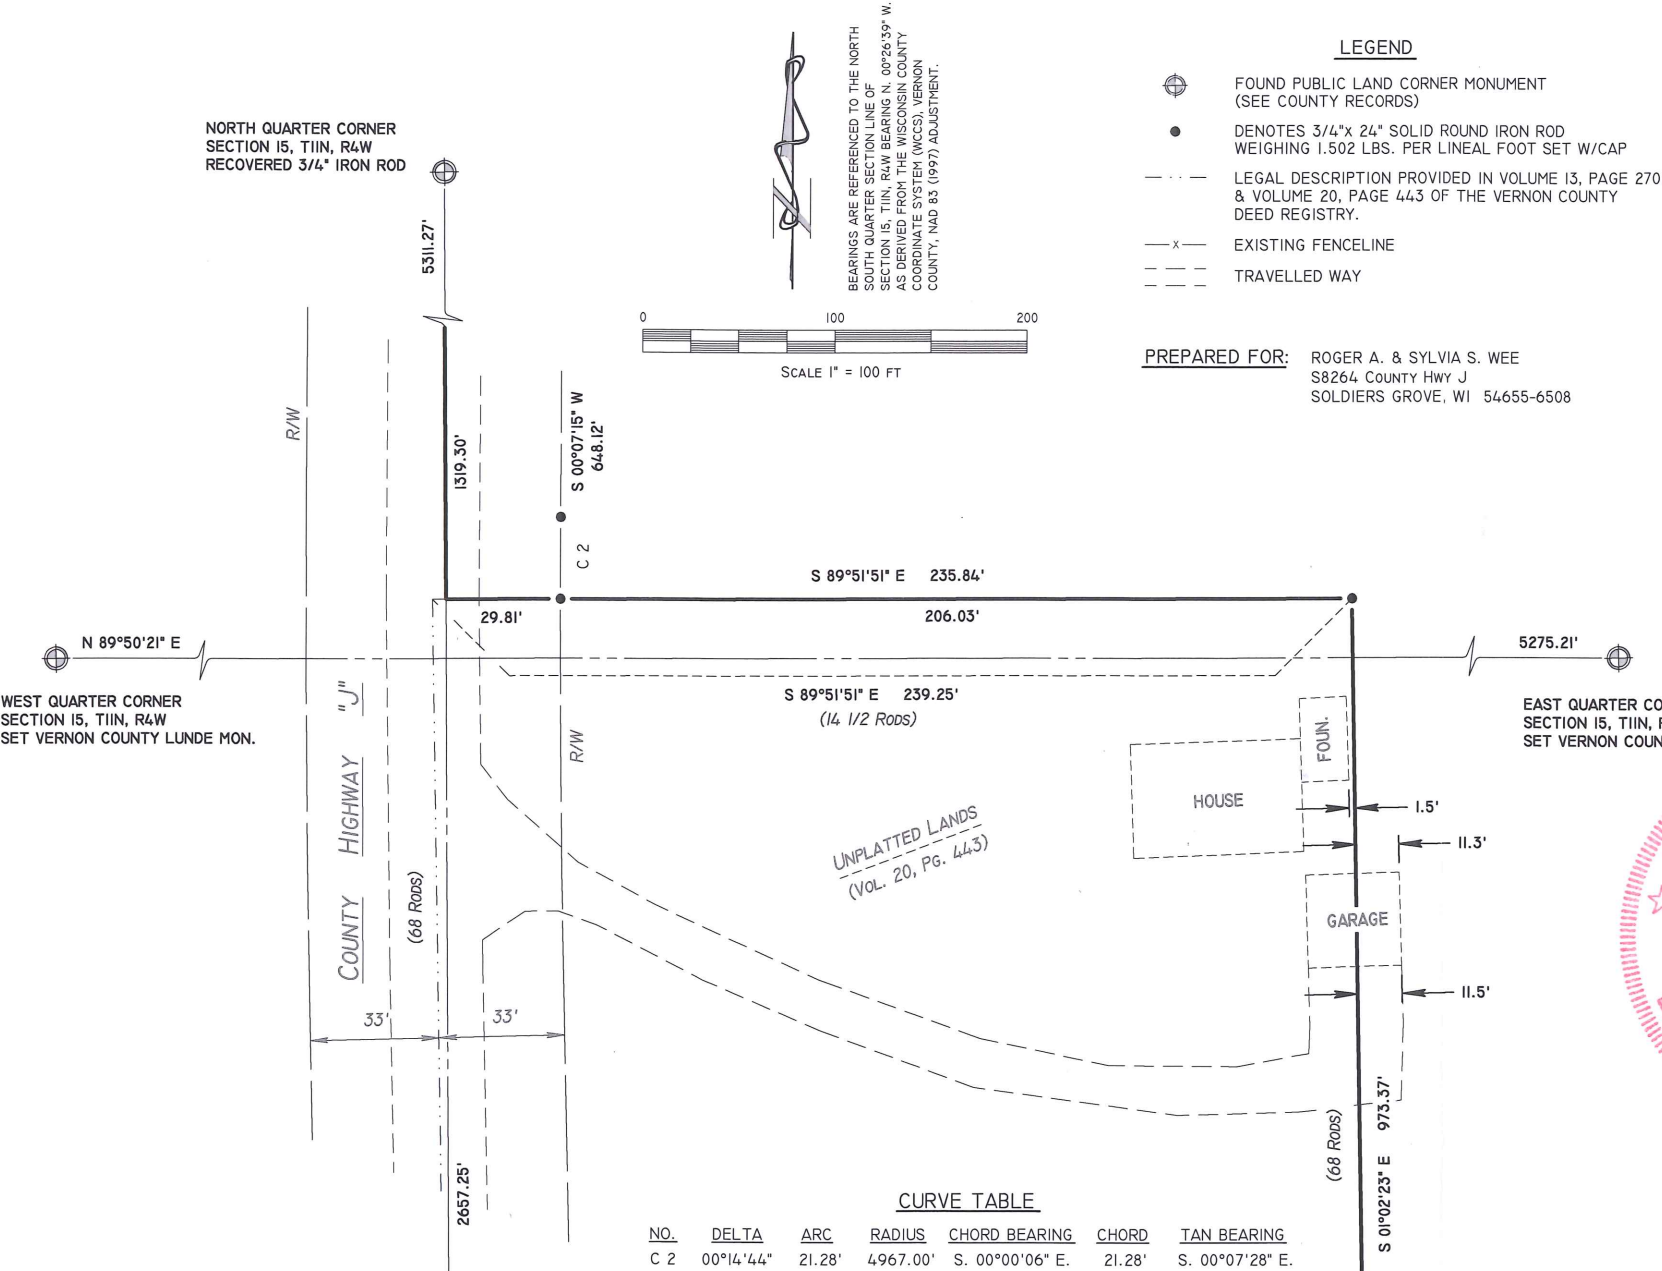 NORTH QUARTER CORNER
SECTION 15, T11N, R4W
RECOVERED 3/4" IRON ROD
5311.27'
BEARINGS ARE REFERENCED TO THE NORTH
SOUTH QUARTER SECTION LINE OF
SECTION 15, T11N, R4W BEARING N. 00°26'39" W.
AS DERIVED FROM THE WISCONSIN COUNTY
COORDINATE SYSTEM (WCCS), VERNON
COUNTY, NAD 83 (1997) ADJUSTMENT.
LEGEND
FOUND PUBLIC LAND CORNER MONUMENT
(SEE COUNTY RECORDS)
DENOTES 3/4"x 24" SOLID ROUND IRON ROD
WEIGHING 1.502 LBS. PER LINEAL FOOT SET W/CAP
LEGAL DESCRIPTION PROVIDED IN VOLUME 13, PAGE 270
& VOLUME 20, PAGE 443 OF THE VERNON COUNTY
DEED REGISTRY.
x EXISTING FENCELINE
TRAVELLED WAY
0 100 200
SCALE 1" = 100 FT
PREPARED FOR: ROGER A. & SYLVIA S. WEE
S8264 COUNTY HWY J
SOLDIERS GROVE, WI 54655-6508
R/W
1319.30'
S 00°07'15" W
648.12'
C 2
S 89°51'51" E 235.84'
29.81'
206.03'
N 89°50'21" E
5275.21'
WEST QUARTER CORNER
SECTION 15, T11N, R4W
SET VERNON COUNTY LUNDE MON.
S 89°51'51" E 239.25'
(14 1/2 RODS)
EAST QUARTER CO
SECTION 15, T11N,
SET VERNON COUN
COUNTY HIGHWAY "J"
R/W
FOUN.
HOUSE
1.5'
11.3'
UNPLATTED LANDS
(VOL. 20, PG. 443)
(68 RODS)
GARAGE
11.5'
33'
33'
2657.25'
(68 RODS)
S 01°02'23" E 973.37'
CURVE TABLE
NO. DELTA ARC RADIUS CHORD BEARING CHORD TAN BEARING
C 2 00°14'44" 21.28' 4967.00' S. 00°00'06" E. 21.28' S. 00°07'28" E.